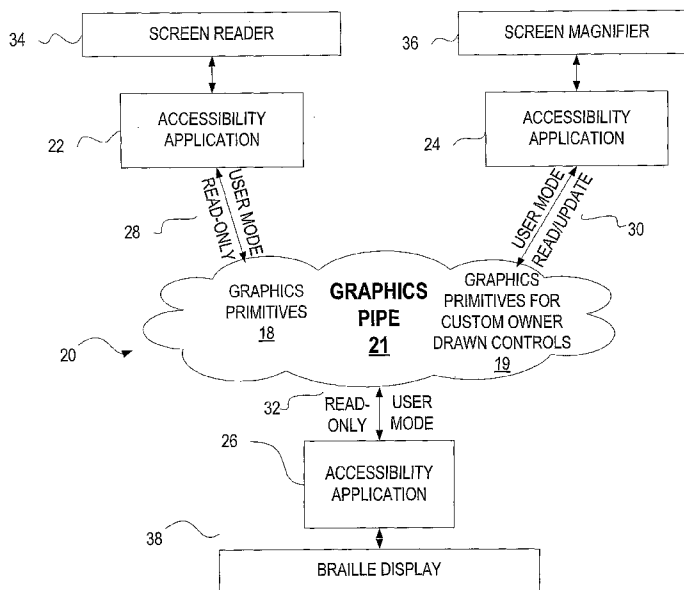 34
SCREEN READER
36
SCREEN MAGNIFIER
22
ACCESSIBILITY
APPLICATION
24
ACCESSIBILITY
APPLICATION
28
READ-ONLY
USER MODE
USER MODE
READ/UPDATE
30
GRAPHICS
PRIMITIVES
18
GRAPHICS
PIPE
21
GRAPHICS
PRIMITIVES FOR
CUSTOM OWNER
DRAWN CONTROLS
19
20
32
READ-
ONLY
USER
MODE
26
ACCESSIBILITY
APPLICATION
38
BRAILLE DISPLAY